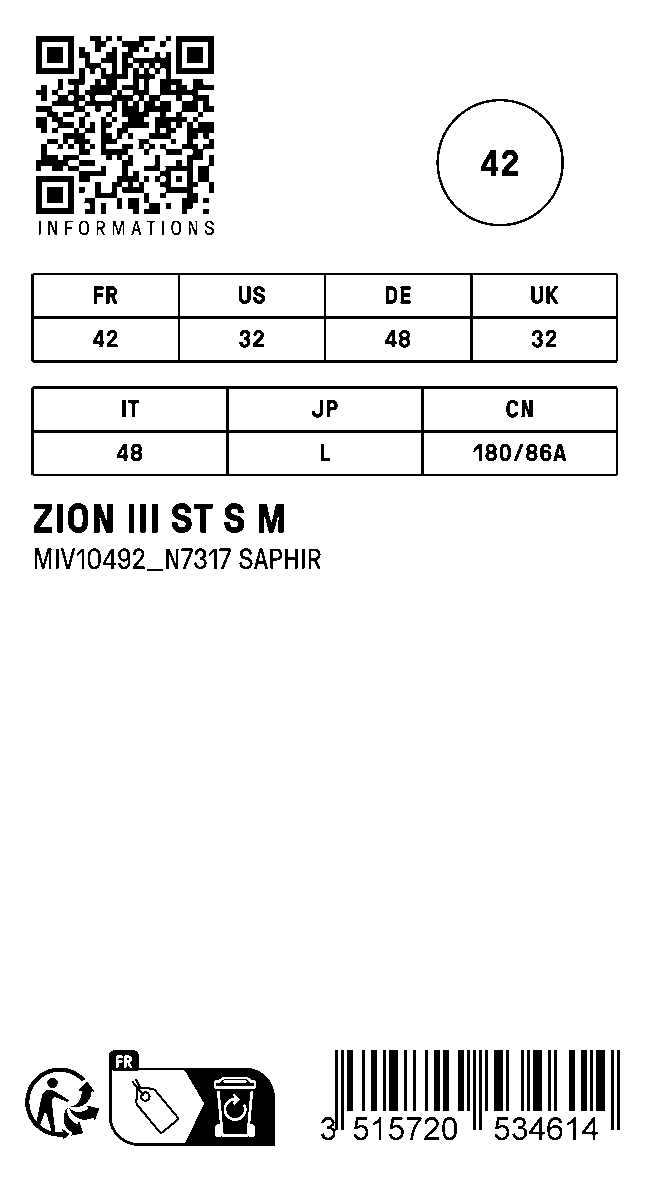 INFORMATIONS
42
FR US DE UK
42 32 48 32
IT JP CN
48 L 180/86A
ZION III ST S M
MIV10492_N7317 SAPHIR
FR
3 515720 534614